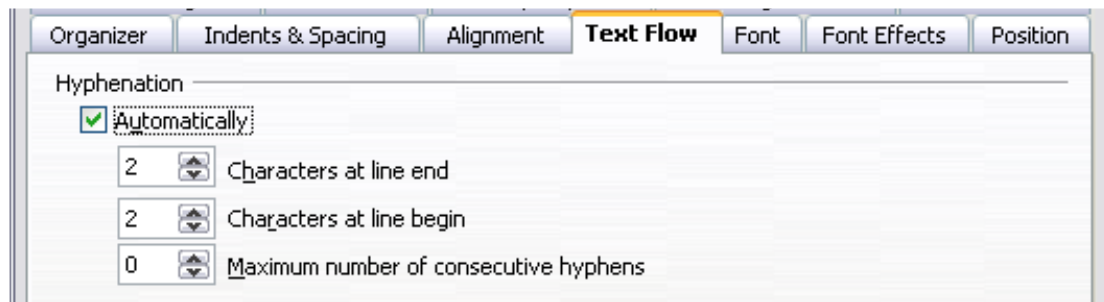 Organizer Indents & Spacing Alignment Text Flow Font Font Effects Position
Hyphenation
Automatically
2 Characters at line end
2 Characters at line begin
0 Maximum number of consecutive hyphens